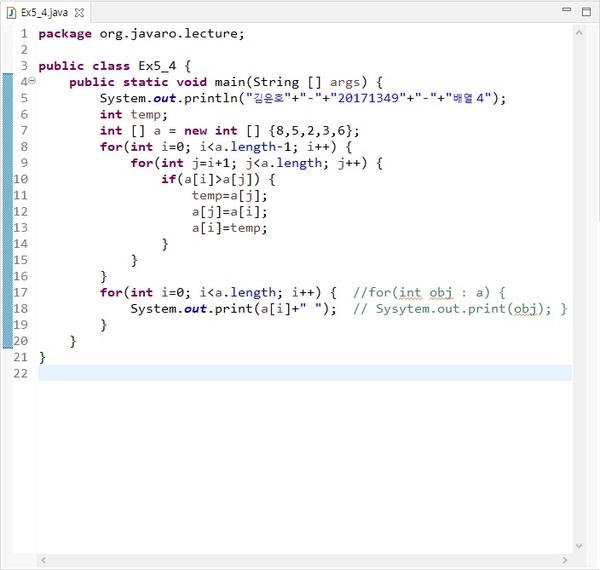 Ex5_4.java
1 package org.javaro.lecture;
2
3 public class Ex5_4 {
4 public static void main(String [] args) {
5 System.out.println("김윤호"+"-"+"20171349"+"-"+"배열 4");
6 int temp;
7 int [] a = new int [] {8,5,2,3,6};
8 for(int i=0; i<a.length-1; i++) {
9 for(int j=i+1; j<a.length; j++) {
10 if(a[i]>a[j]) {
11 temp=a[j];
12 a[j]=a[i];
13 a[i]=temp;
14 }
15 }
16 }
17 for(int i=0; i<a.length; i++) { //for(int obj : a) {
18 System.out.print(a[i]+" "); // Sysytem.out.print(obj); }
19 }
20 }
21 }
22